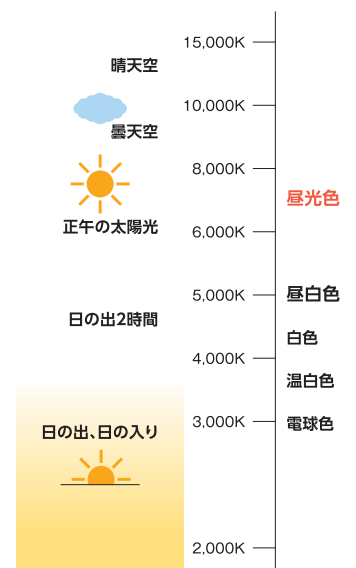 15,000K
晴天空
10,000K
曇天空
8,000K
昼光色
正午の太陽光
6,000K
5,000K
昼白色
日の出2時間
白色
4,000K
温白色
3,000K
電球色
日の出、日の入り
2,000K